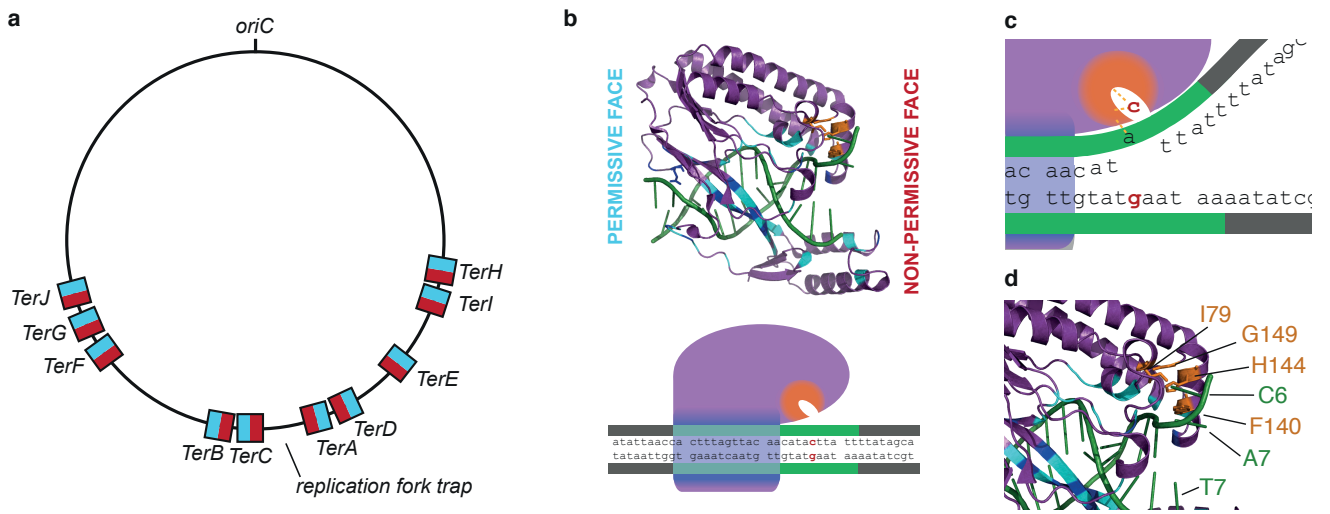 a
oriC
TerH
TerI
TerE
TerD
TerA
TerC
TerB
TerF
TerG
TerJ
replication fork trap
b
PERMISSIVE FACE
NON-PERMISSIVE FACE
atattaacca ctttagttac aacatactta ttttatagca
tataattggt gaaatcaatg ttgtatgaat aaaatatcgt
c
c
a
ttattttatagc
ac aacat
tg ttgtatgaat aaaatatcg
d
I79
G149
H144
C6
F140
A7
T7